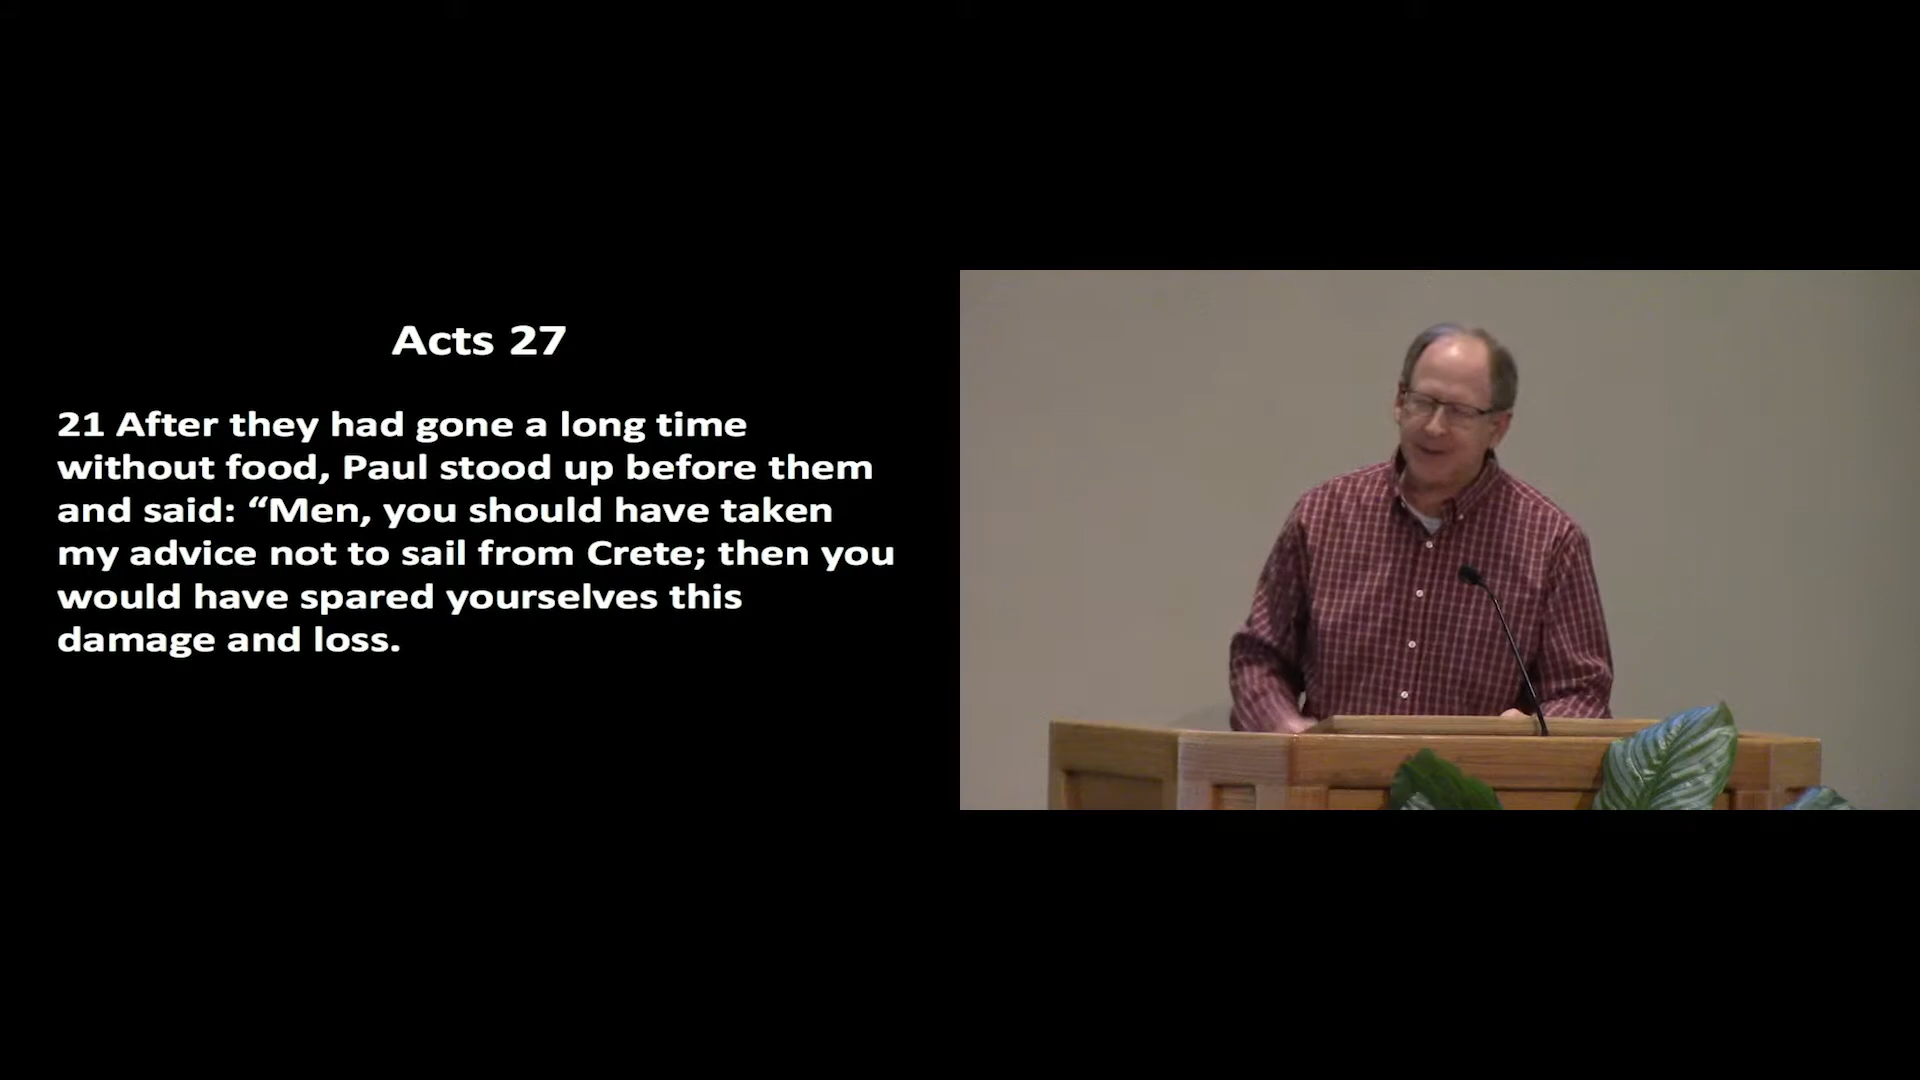 Acts 27
21 After they had gone a long time
without food, Paul stood up before them
and said: “Men, you should have taken
my advice not to sail from Crete; then you
would have spared yourselves this
damage and loss.